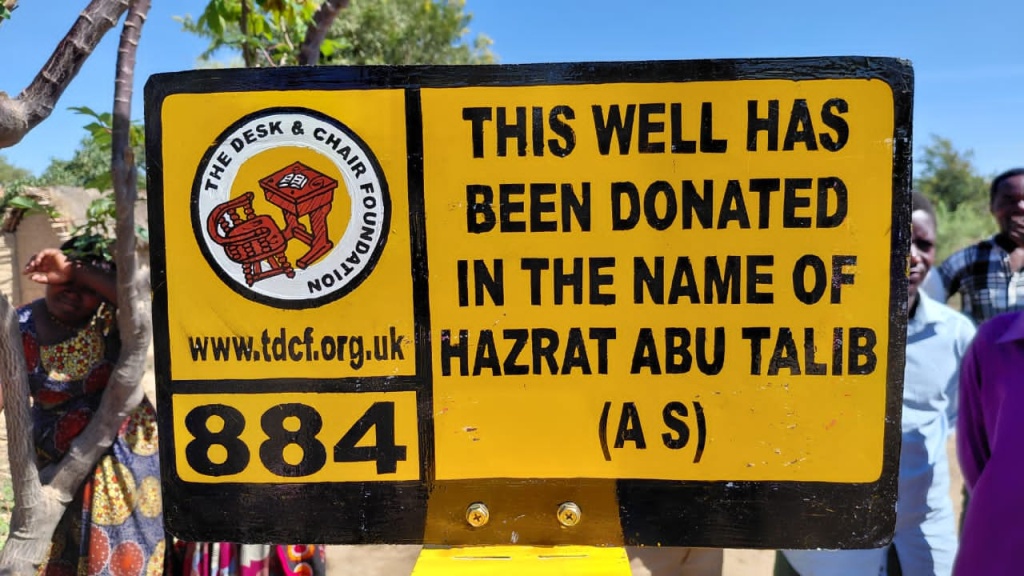 THE DESK & CHAIR FOUNDATION
www.tdcf.org.uk
884
THIS WELL HAS
BEEN DONATED
IN THE NAME OF
HAZRAT ABU TALIB
(A S)